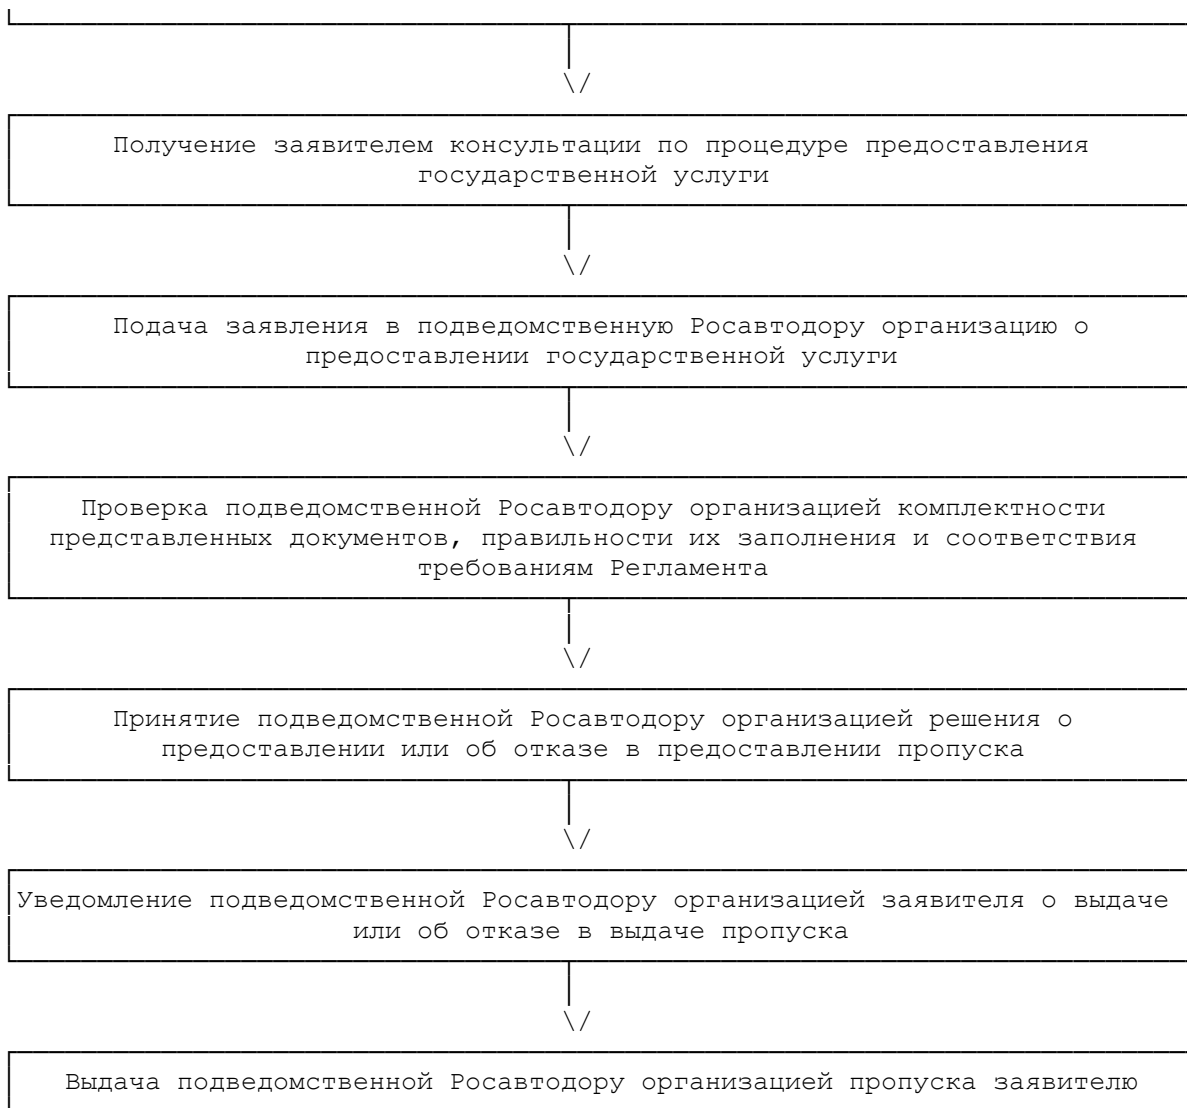 Получение заявителем консультации по процедуре предоставления
государственной услуги
Подача заявления в подведомственную Росавтодору организацию о
предоставлении государственной услуги
Проверка подведомственной Росавтодору организацией комплектности
представленных документов, правильности их заполнения и соответствия
требованиям Регламента
Принятие подведомственной Росавтодору организацией решения о
предоставлении или об отказе в предоставлении пропуска
Уведомление подведомственной Росавтодору организацией заявителя о выдаче
или об отказе в выдаче пропуска
Выдача подведомственной Росавтодору организацией пропуска заявителю